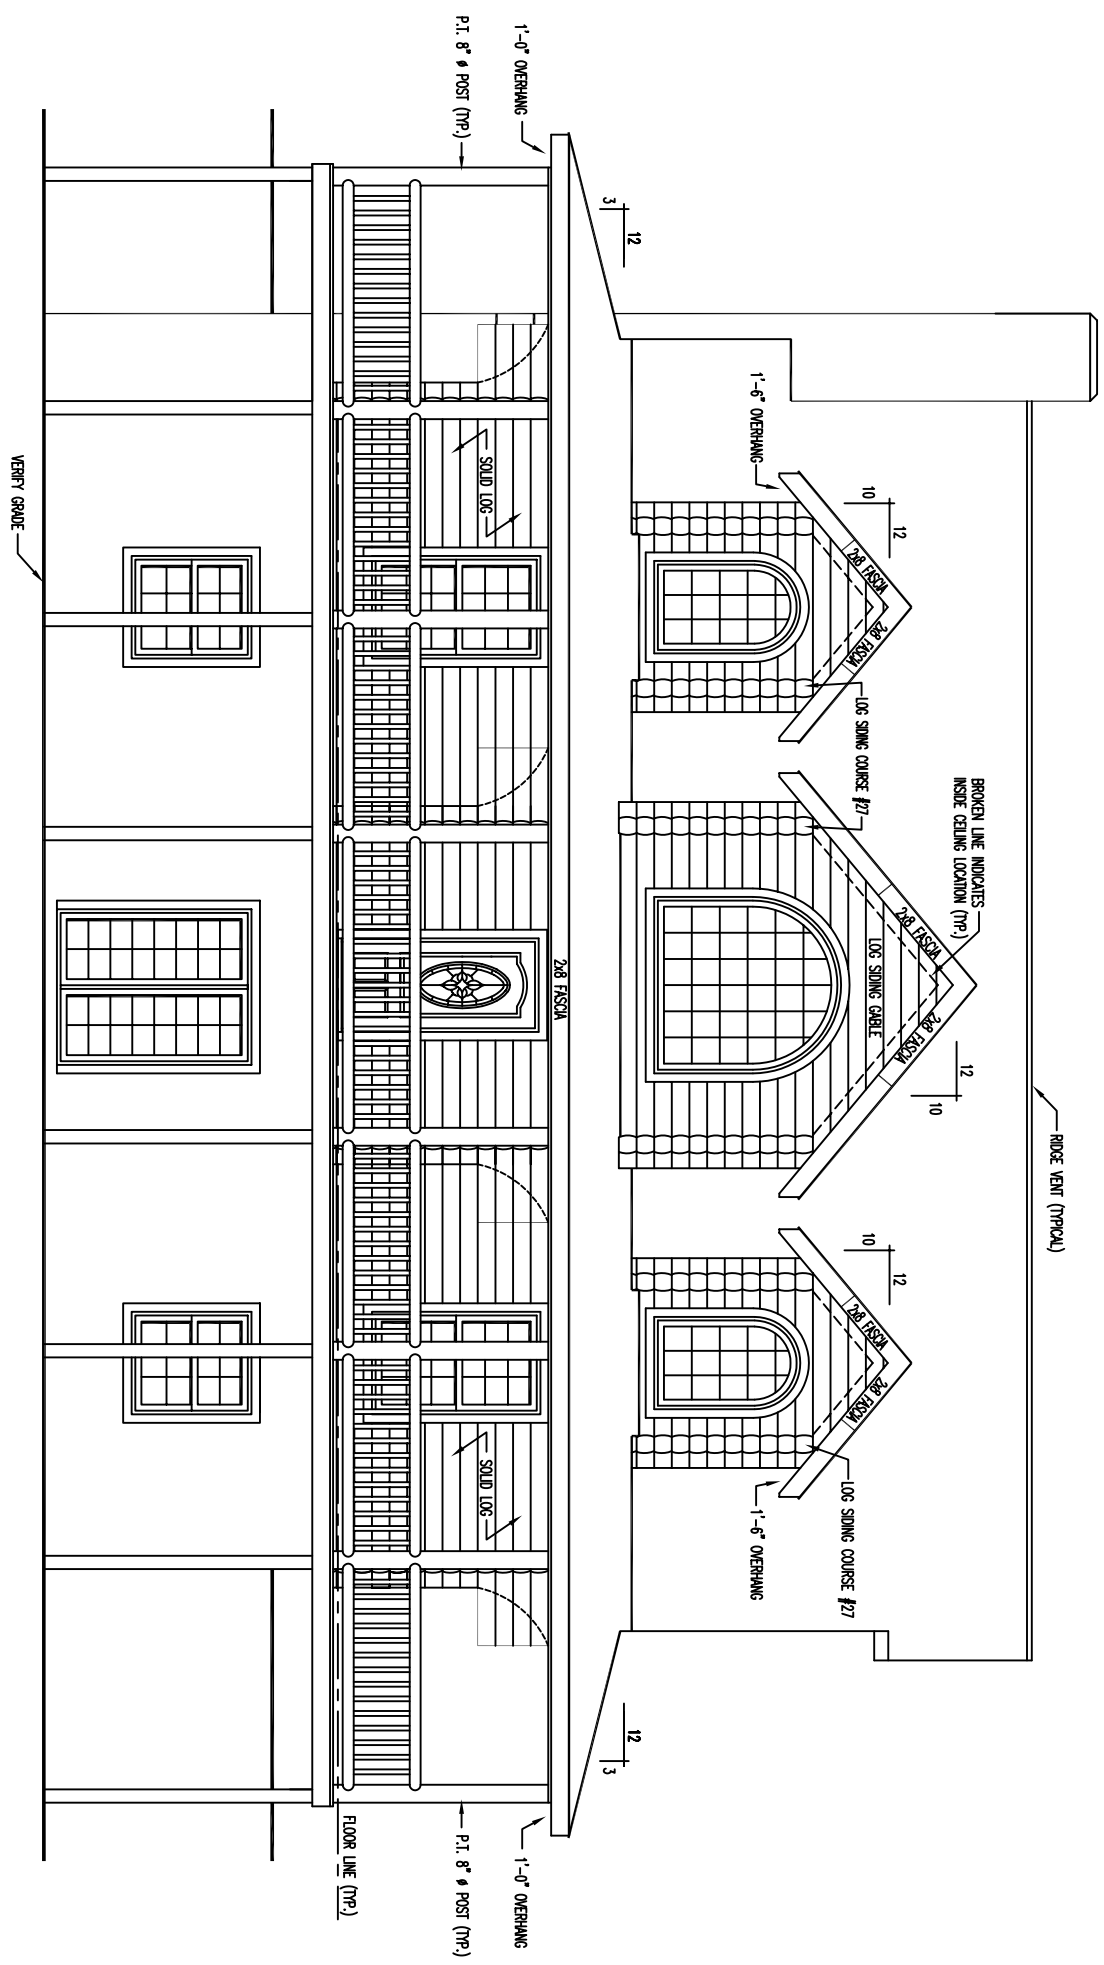 RIDGE VENT (TYPICAL)
BROKEN LINE INDICATES
INSIDE CEILING LOCATION (TYP.)
12
10
2x8 FASCIA
2x8 FASCIA
LOG SIDING GABLE
10
12
2x8 FASCIA
2x8 FASCIA
10
12
2x8 FASCIA
2x8 FASCIA
LOG SIDING COURSE #27
LOG SIDING COURSE #27
1'-6" OVERHANG
1'-6" OVERHANG
12
3
12
3
2x8 FASCIA
1'-0" OVERHANG
1'-0" OVERHANG
SOLID LOG
SOLID LOG
P.T. 8" ø POST (TYP.)
P.T. 8" ø POST (TYP.)
FLOOR LINE (TYP.)
VERIFY GRADE